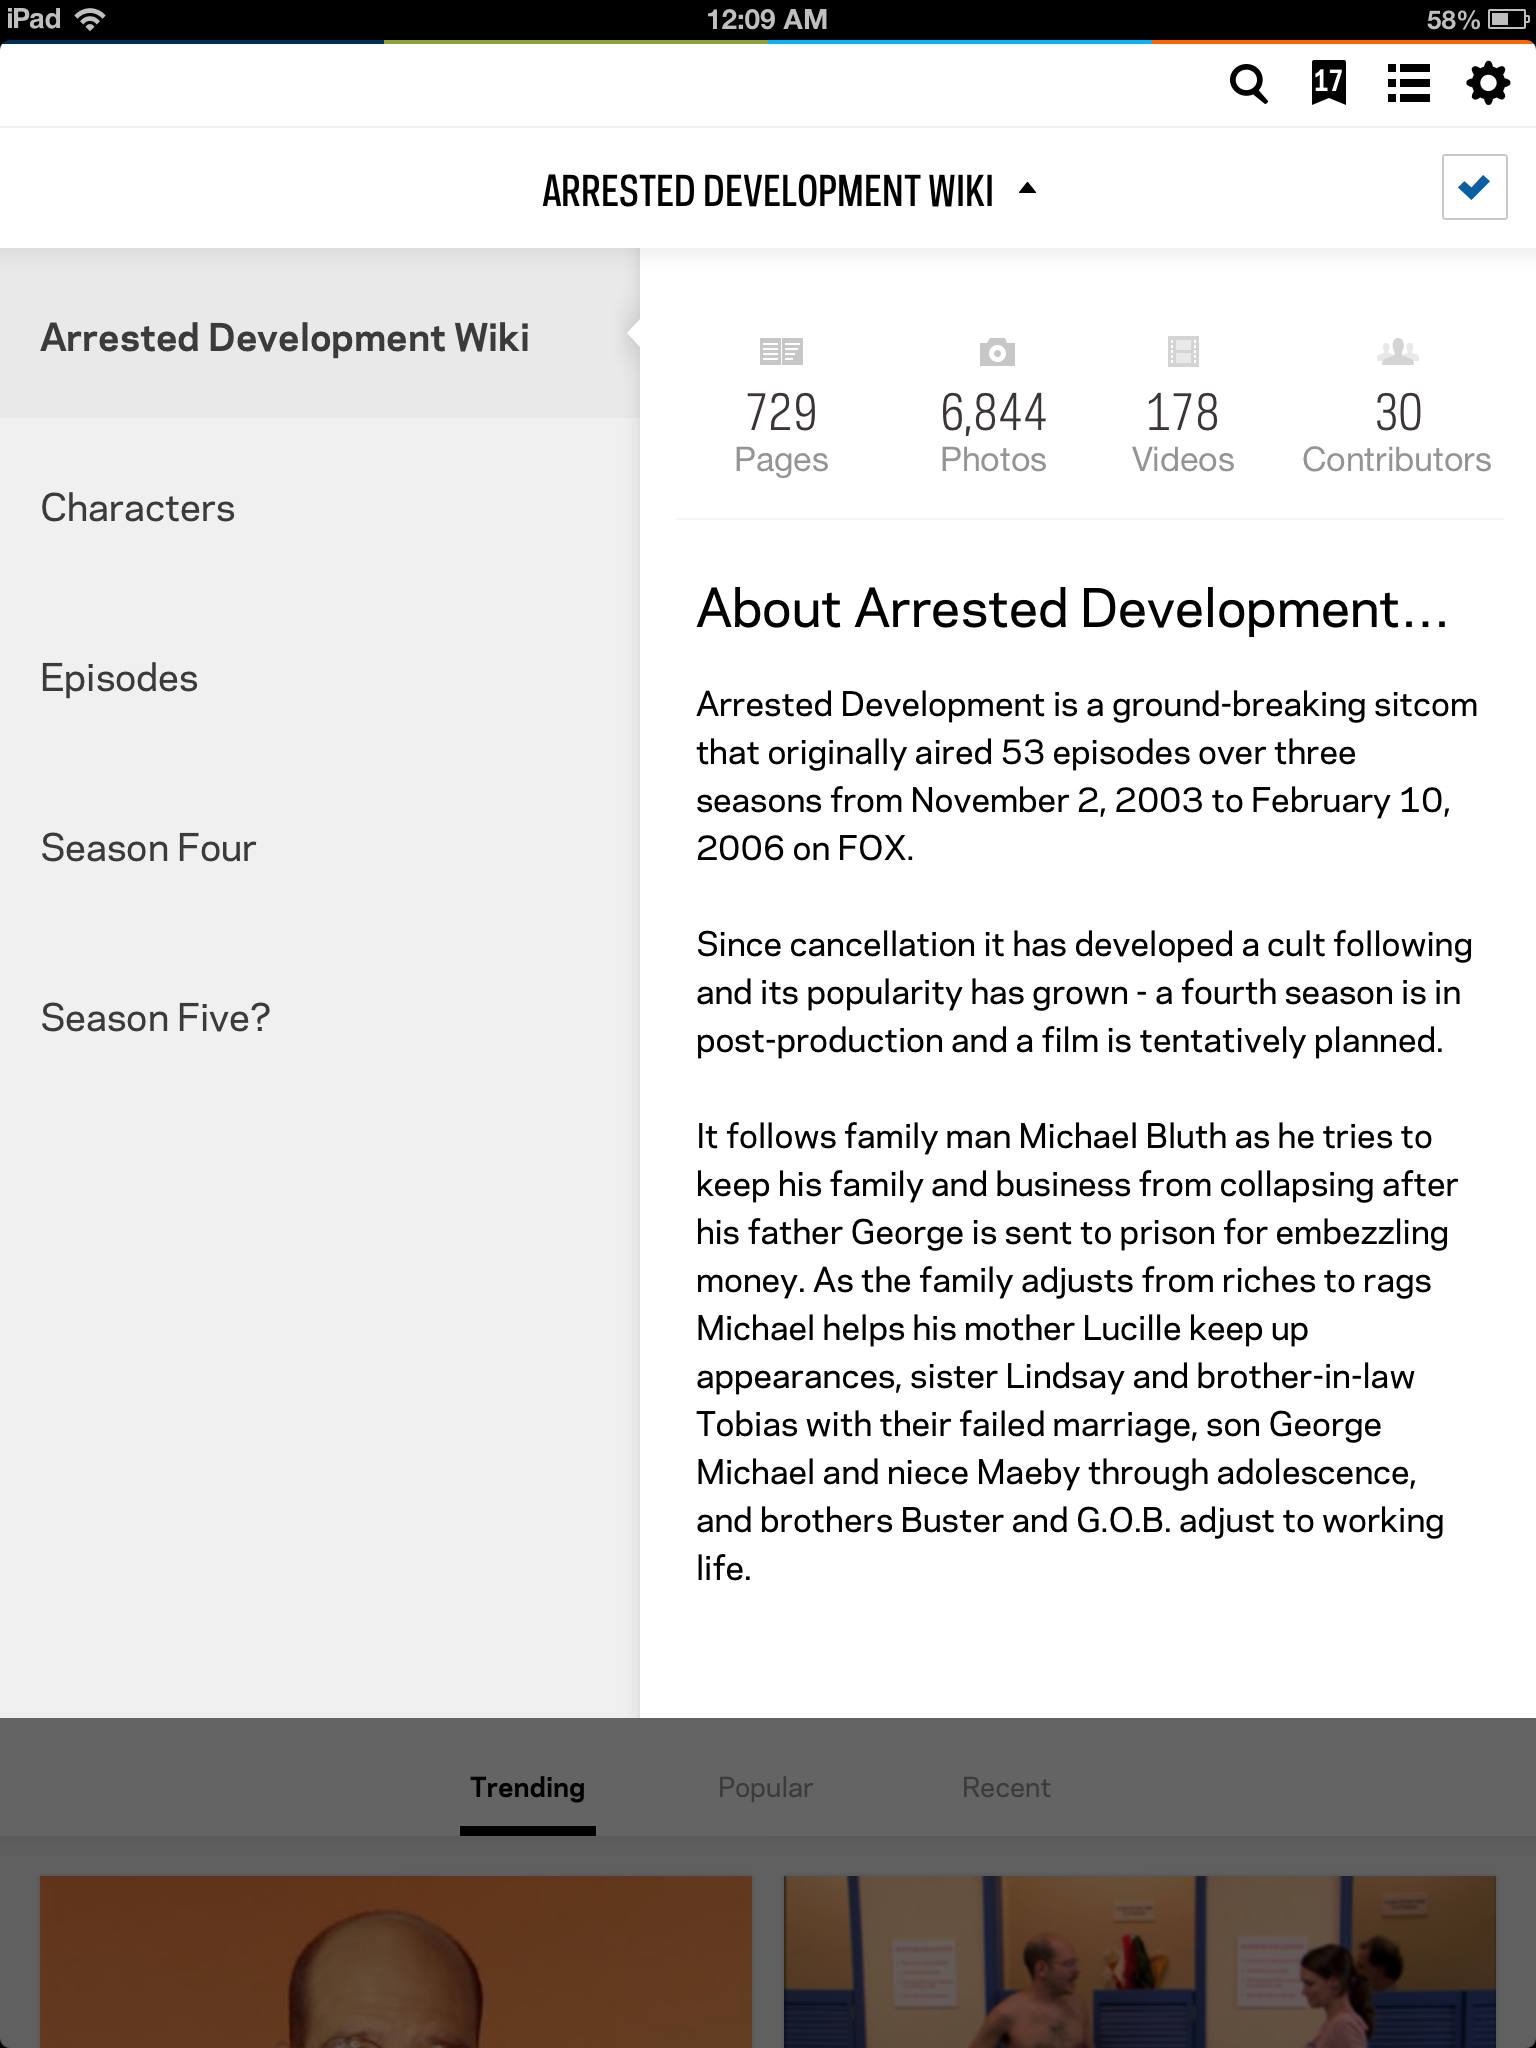 iPad
12:09 AM
58%
17
ARRESTED DEVELOPMENT WIKI
Arrested Development Wiki
Characters
Episodes
Season Four
Season Five?
729
Pages
6,844
Photos
178
Videos
30
Contributors
About Arrested Development...
Arrested Development is a ground-breaking sitcom
that originally aired 53 episodes over three
seasons from November 2, 2003 to February 10,
2006 on FOX.
Since cancellation it has developed a cult following
and its popularity has grown - a fourth season is in
post-production and a film is tentatively planned.
It follows family man Michael Bluth as he tries to
keep his family and business from collapsing after
his father George is sent to prison for embezzling
money. As the family adjusts from riches to rags
Michael helps his mother Lucille keep up
appearances, sister Lindsay and brother-in-law
Tobias with their failed marriage, son George
Michael and niece Maeby through adolescence,
and brothers Buster and G.O.B. adjust to working
life.
Trending
Popular
Recent